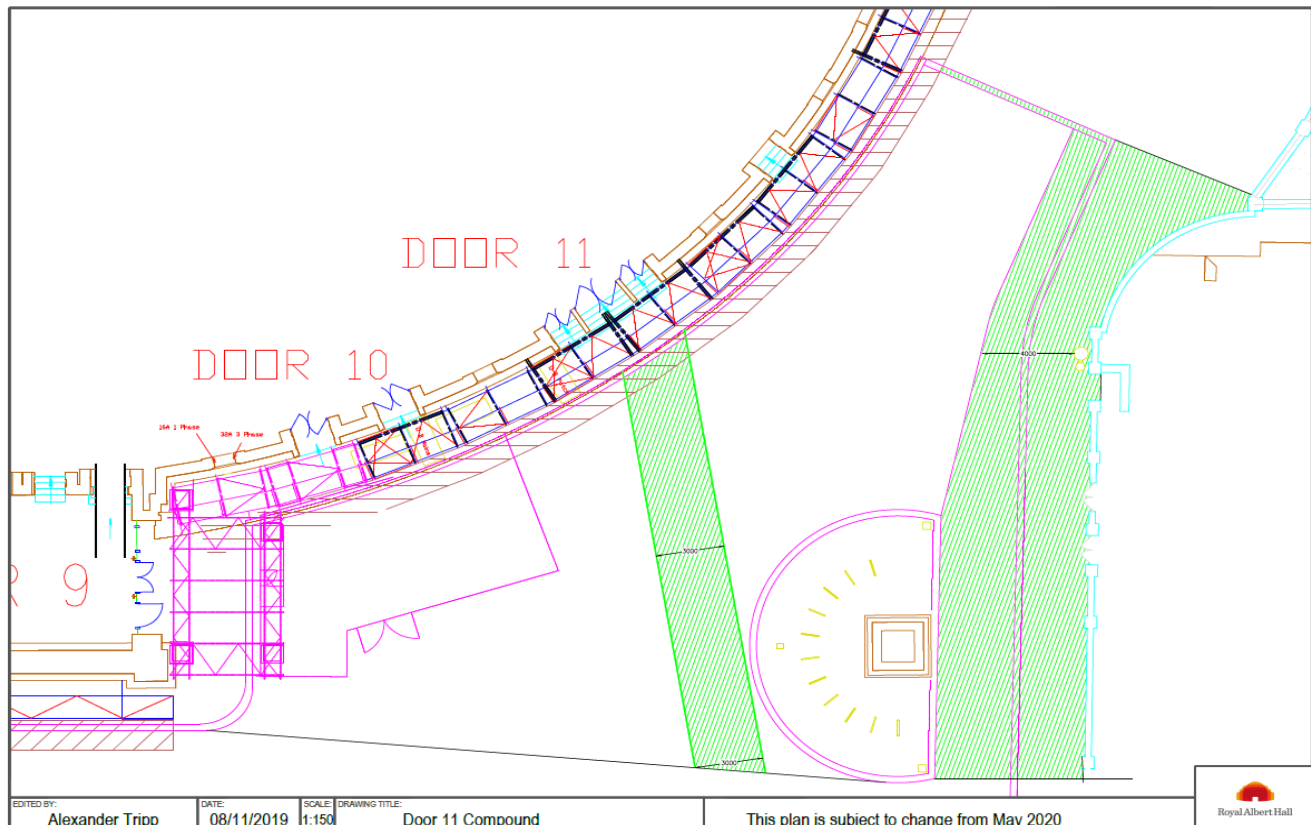 DOOR 11
DOOR 10
16A 1 Phase
32A 3 Phase
4000
R 9
3000
3000
EDITED BY:
Alexander Tripp
DATE:
08/11/2019
SCALE:
1:150
DRAWING TITLE:
Door 11 Compound
This plan is subject to change from May 2020
Royal Albert Hall